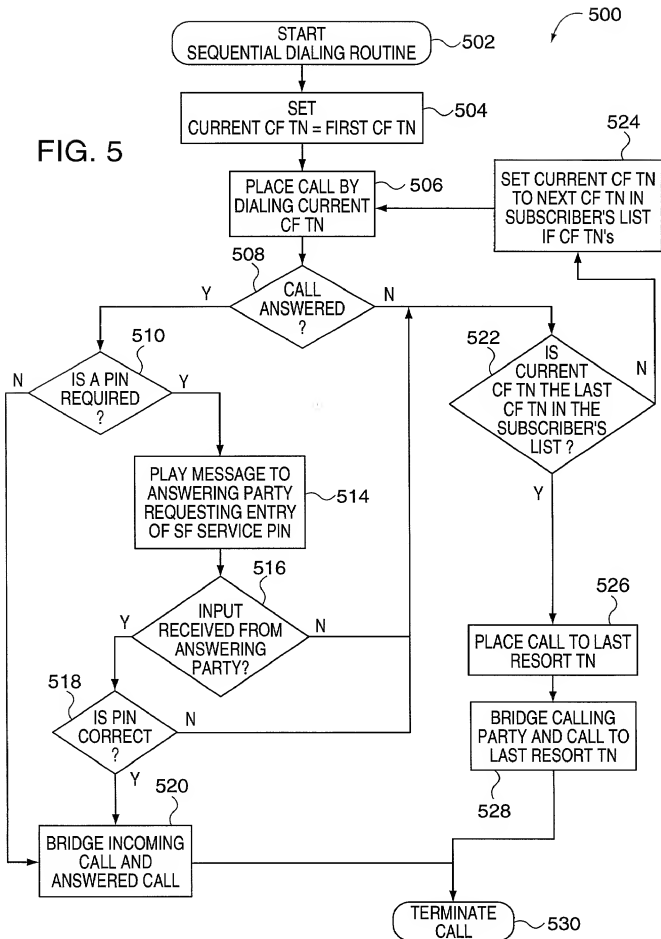 500
START
SEQUENTIAL DIALING ROUTINE
502
SET
CURRENT CF TN = FIRST CF TN
504
FIG. 5
524
PLACE CALL BY
DIALING CURRENT
CF TN
506
SET CURRENT CF TN
TO NEXT CF TN IN
SUBSCRIBER'S LIST
IF CF TN's
508
Y
CALL
ANSWERED
?
N
510
N
IS A PIN
REQUIRED
?
Y
522
IS
CURRENT
CF TN THE LAST
CF TN IN THE
SUBSCRIBER'S
LIST ?
N
Y
PLAY MESSAGE TO
ANSWERING PARTY
REQUESTING ENTRY
OF SF SERVICE PIN
514
516
Y
INPUT
RECEIVED FROM
ANSWERING
PARTY?
N
526
PLACE CALL TO LAST
RESORT TN
518
IS PIN
CORRECT
?
N
Y
BRIDGE CALLING
PARTY AND CALL TO
LAST RESORT TN
528
520
BRIDGE INCOMING
CALL AND
ANSWERED CALL
TERMINATE
CALL
530